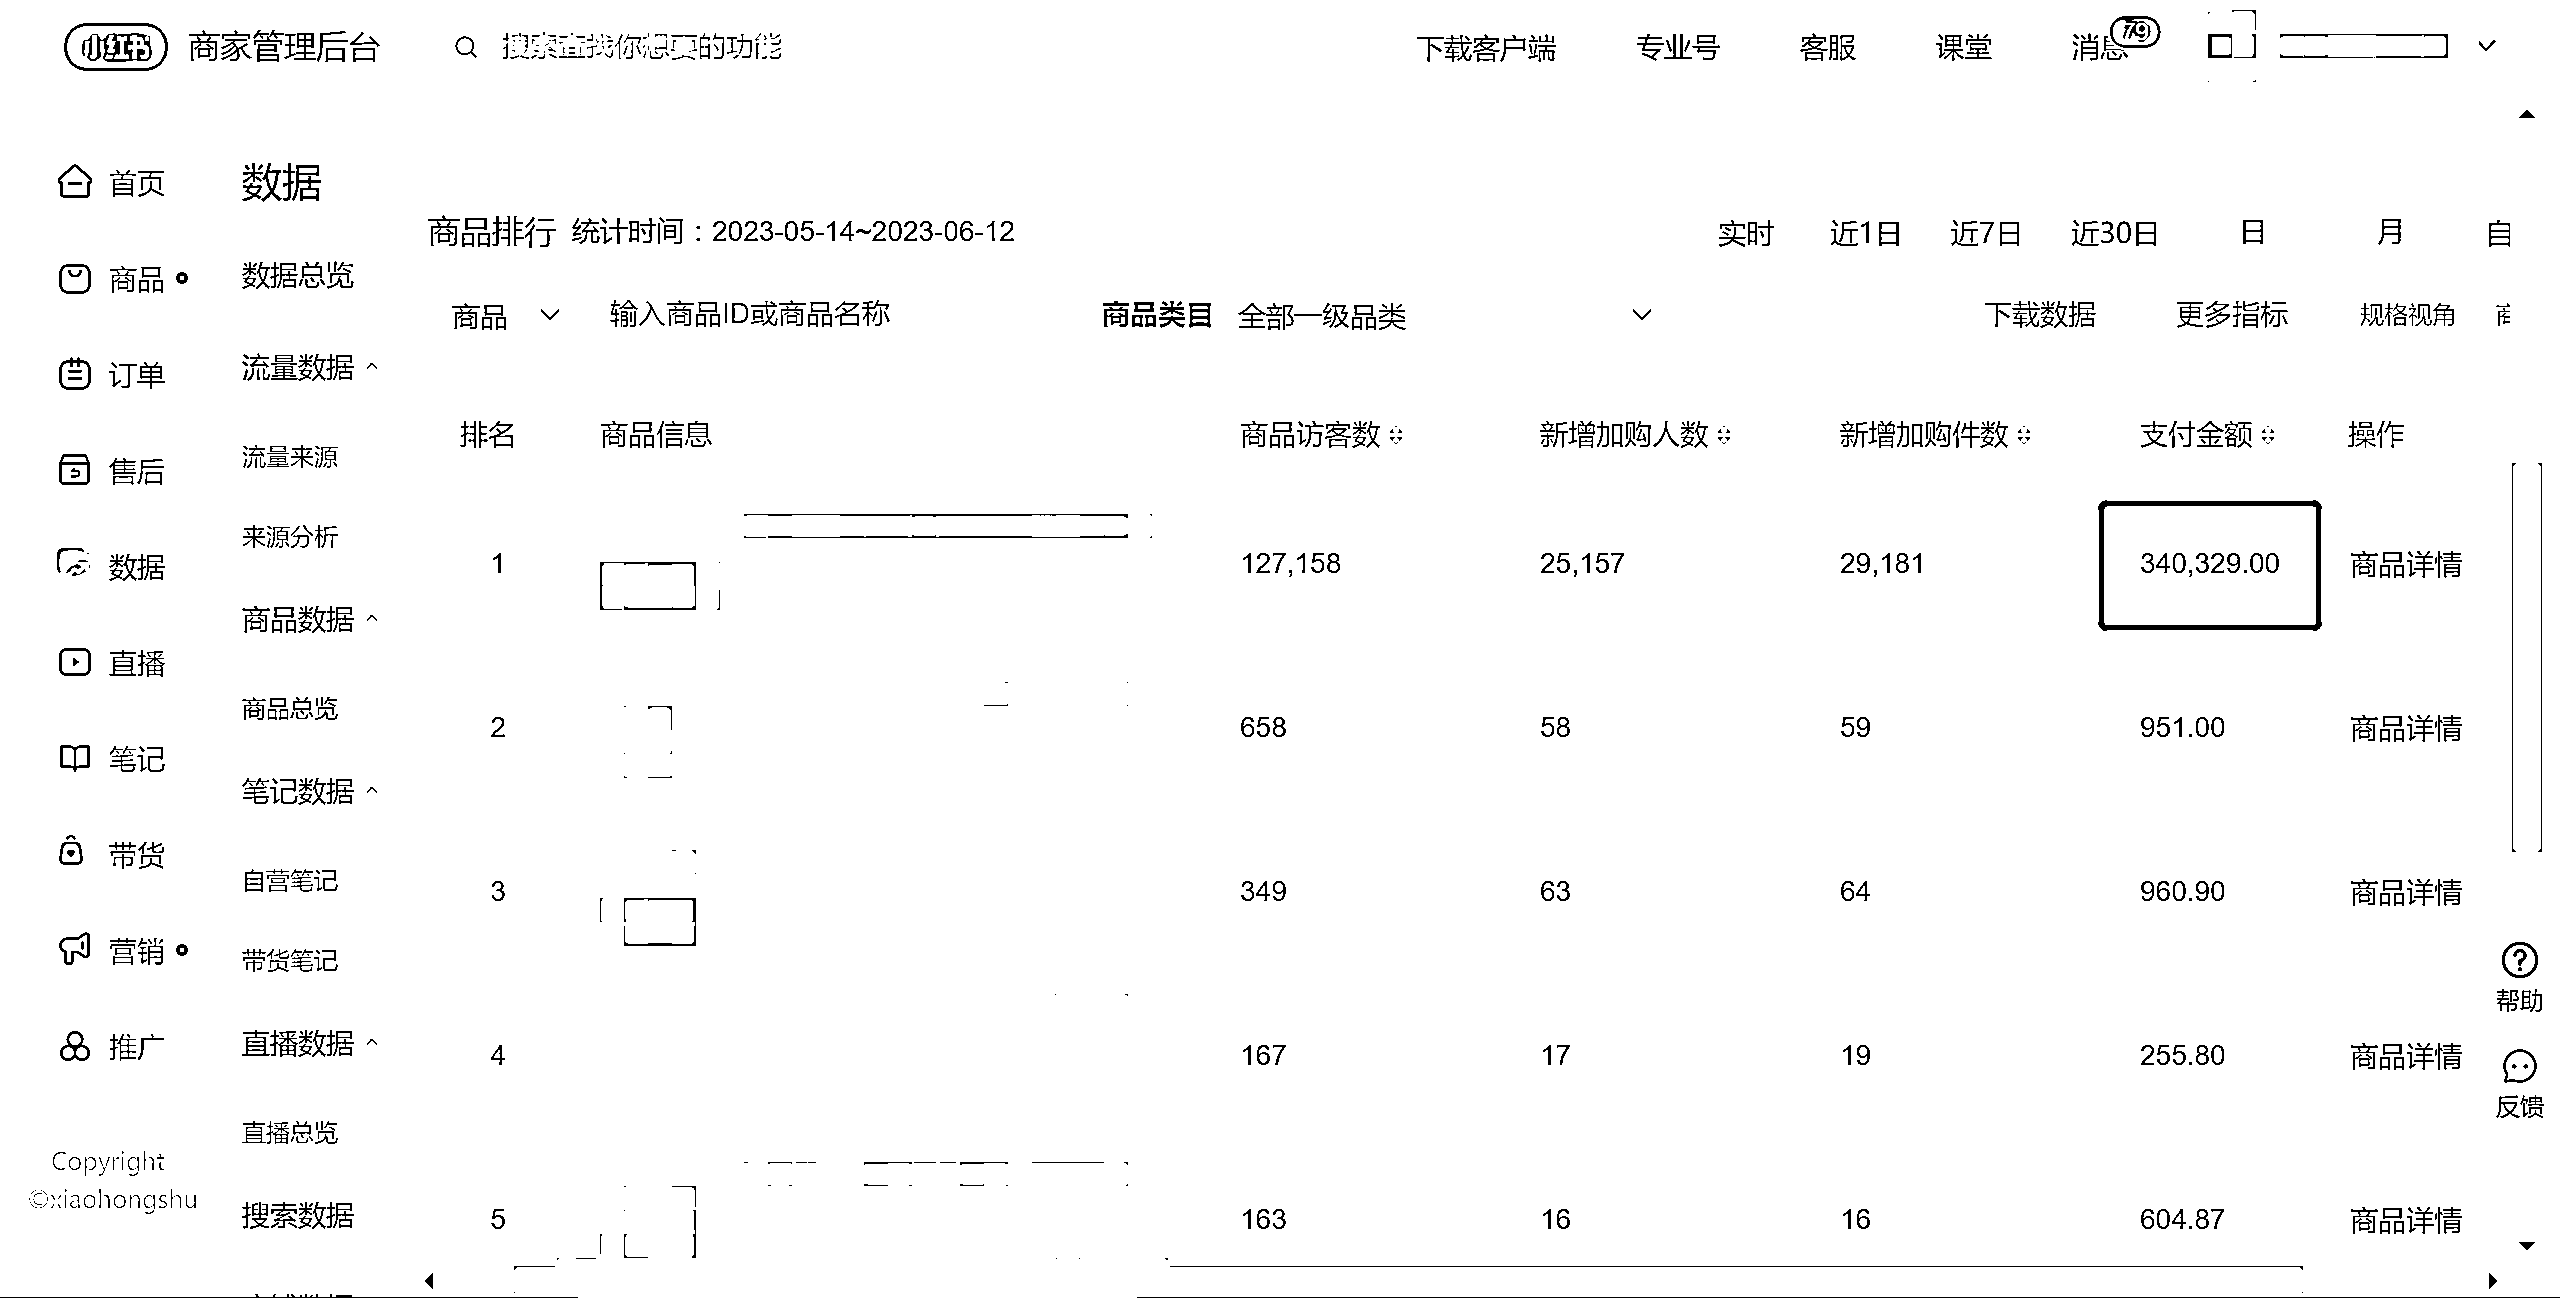 小红书 商家管理后台 搜索查找你想要的功能 下载客户端 专业号 客服 课堂 消息 79
首页
商品
订单
售后
数据
直播
笔记
带货
营销
推广
Copyright
©xiaohongshu
数据
数据总览
流量数据
流量来源
来源分析
商品数据
商品总览
笔记数据
自营笔记
带货笔记
直播数据
直播总览
搜索数据
商品排行 统计时间：2023-05-14~2023-06-12 实时 近1日 近7日 近30日 日 月 自
商品 输入商品ID或商品名称 商品类目 全部一级品类 下载数据 更多指标 规格视角
排名 商品信息 商品访客数 新增加购人数 新增加购件数 支付金额 操作
1 127,158 25,157 29,181 340,329.00 商品详情
2 658 58 59 951.00 商品详情
3 349 63 64 960.90 商品详情
4 167 17 19 255.80 商品详情
5 163 16 16 604.87 商品详情
帮助
反馈